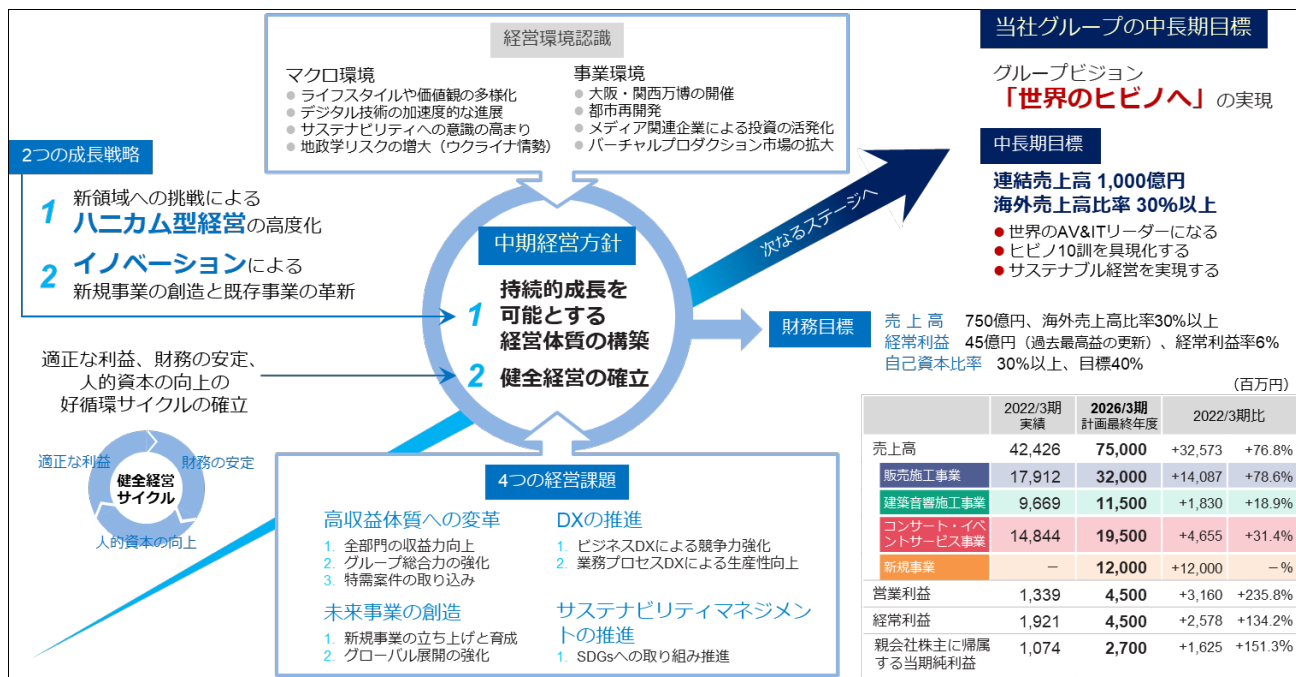 経営環境認識
マクロ環境
● ライフスタイルや価値観の多様化
● デジタル技術の加速度的な進展
● サステナビリティへの意識の高まり
● 地政学リスクの増大（ウクライナ情勢）
事業環境
● 大阪・関西万博の開催
● 都市再開発
● メディア関連企業による投資の活発化
● バーチャルプロダクション市場の拡大
2つの成長戦略
1 新領域への挑戦による
ハニカム型経営の高度化
2 イノベーションによる
新規事業の創造と既存事業の革新
適正な利益、財務の安定、
人的資本の向上の
好循環サイクルの確立
適正な利益
財務の安定
健全経営
サイクル
人的資本の向上
中期経営方針
1 持続的成長を
可能とする
経営体質の構築
2 健全経営の確立
4つの経営課題
高収益体質への変革
1. 全部門の収益力向上
2. グループ総合力の強化
3. 特需案件の取り込み
DXの推進
1. ビジネスDXによる競争力強化
2. 業務プロセスDXによる生産性向上
未来事業の創造
1. 新規事業の立ち上げと育成
2. グローバル展開の強化
サステナビリティマネジメン
トの推進
1. SDGsへの取り組み推進
次なるステージへ
当社グループの中長期目標
グループビジョン
「世界のヒビノへ」の実現
中長期目標
連結売上高 1,000億円
海外売上高比率 30%以上
● 世界のAV&ITリーダーになる
● ヒビノ10訓を具現化する
● サステナブル経営を実現する
財務目標
売上高 750億円、海外売上高比率30%以上
経常利益 45億円（過去最高益の更新）、経常利益率6%
自己資本比率 30%以上、目標40%
（百万円）
2022/3期 実績 2026/3期 計画最終年度 2022/3期比
売上高 42,426 75,000 +32,573 +76.8%
販売施工事業 17,912 32,000 +14,087 +78.6%
建築音響施工事業 9,669 11,500 +1,830 +18.9%
コンサート・イベ
ントサービス事業 14,844 19,500 +4,655 +31.4%
新規事業 － 12,000 +12,000 －%
営業利益 1,339 4,500 +3,160 +235.8%
経常利益 1,921 4,500 +2,578 +134.2%
親会社株主に帰属
する当期純利益 1,074 2,700 +1,625 +151.3%